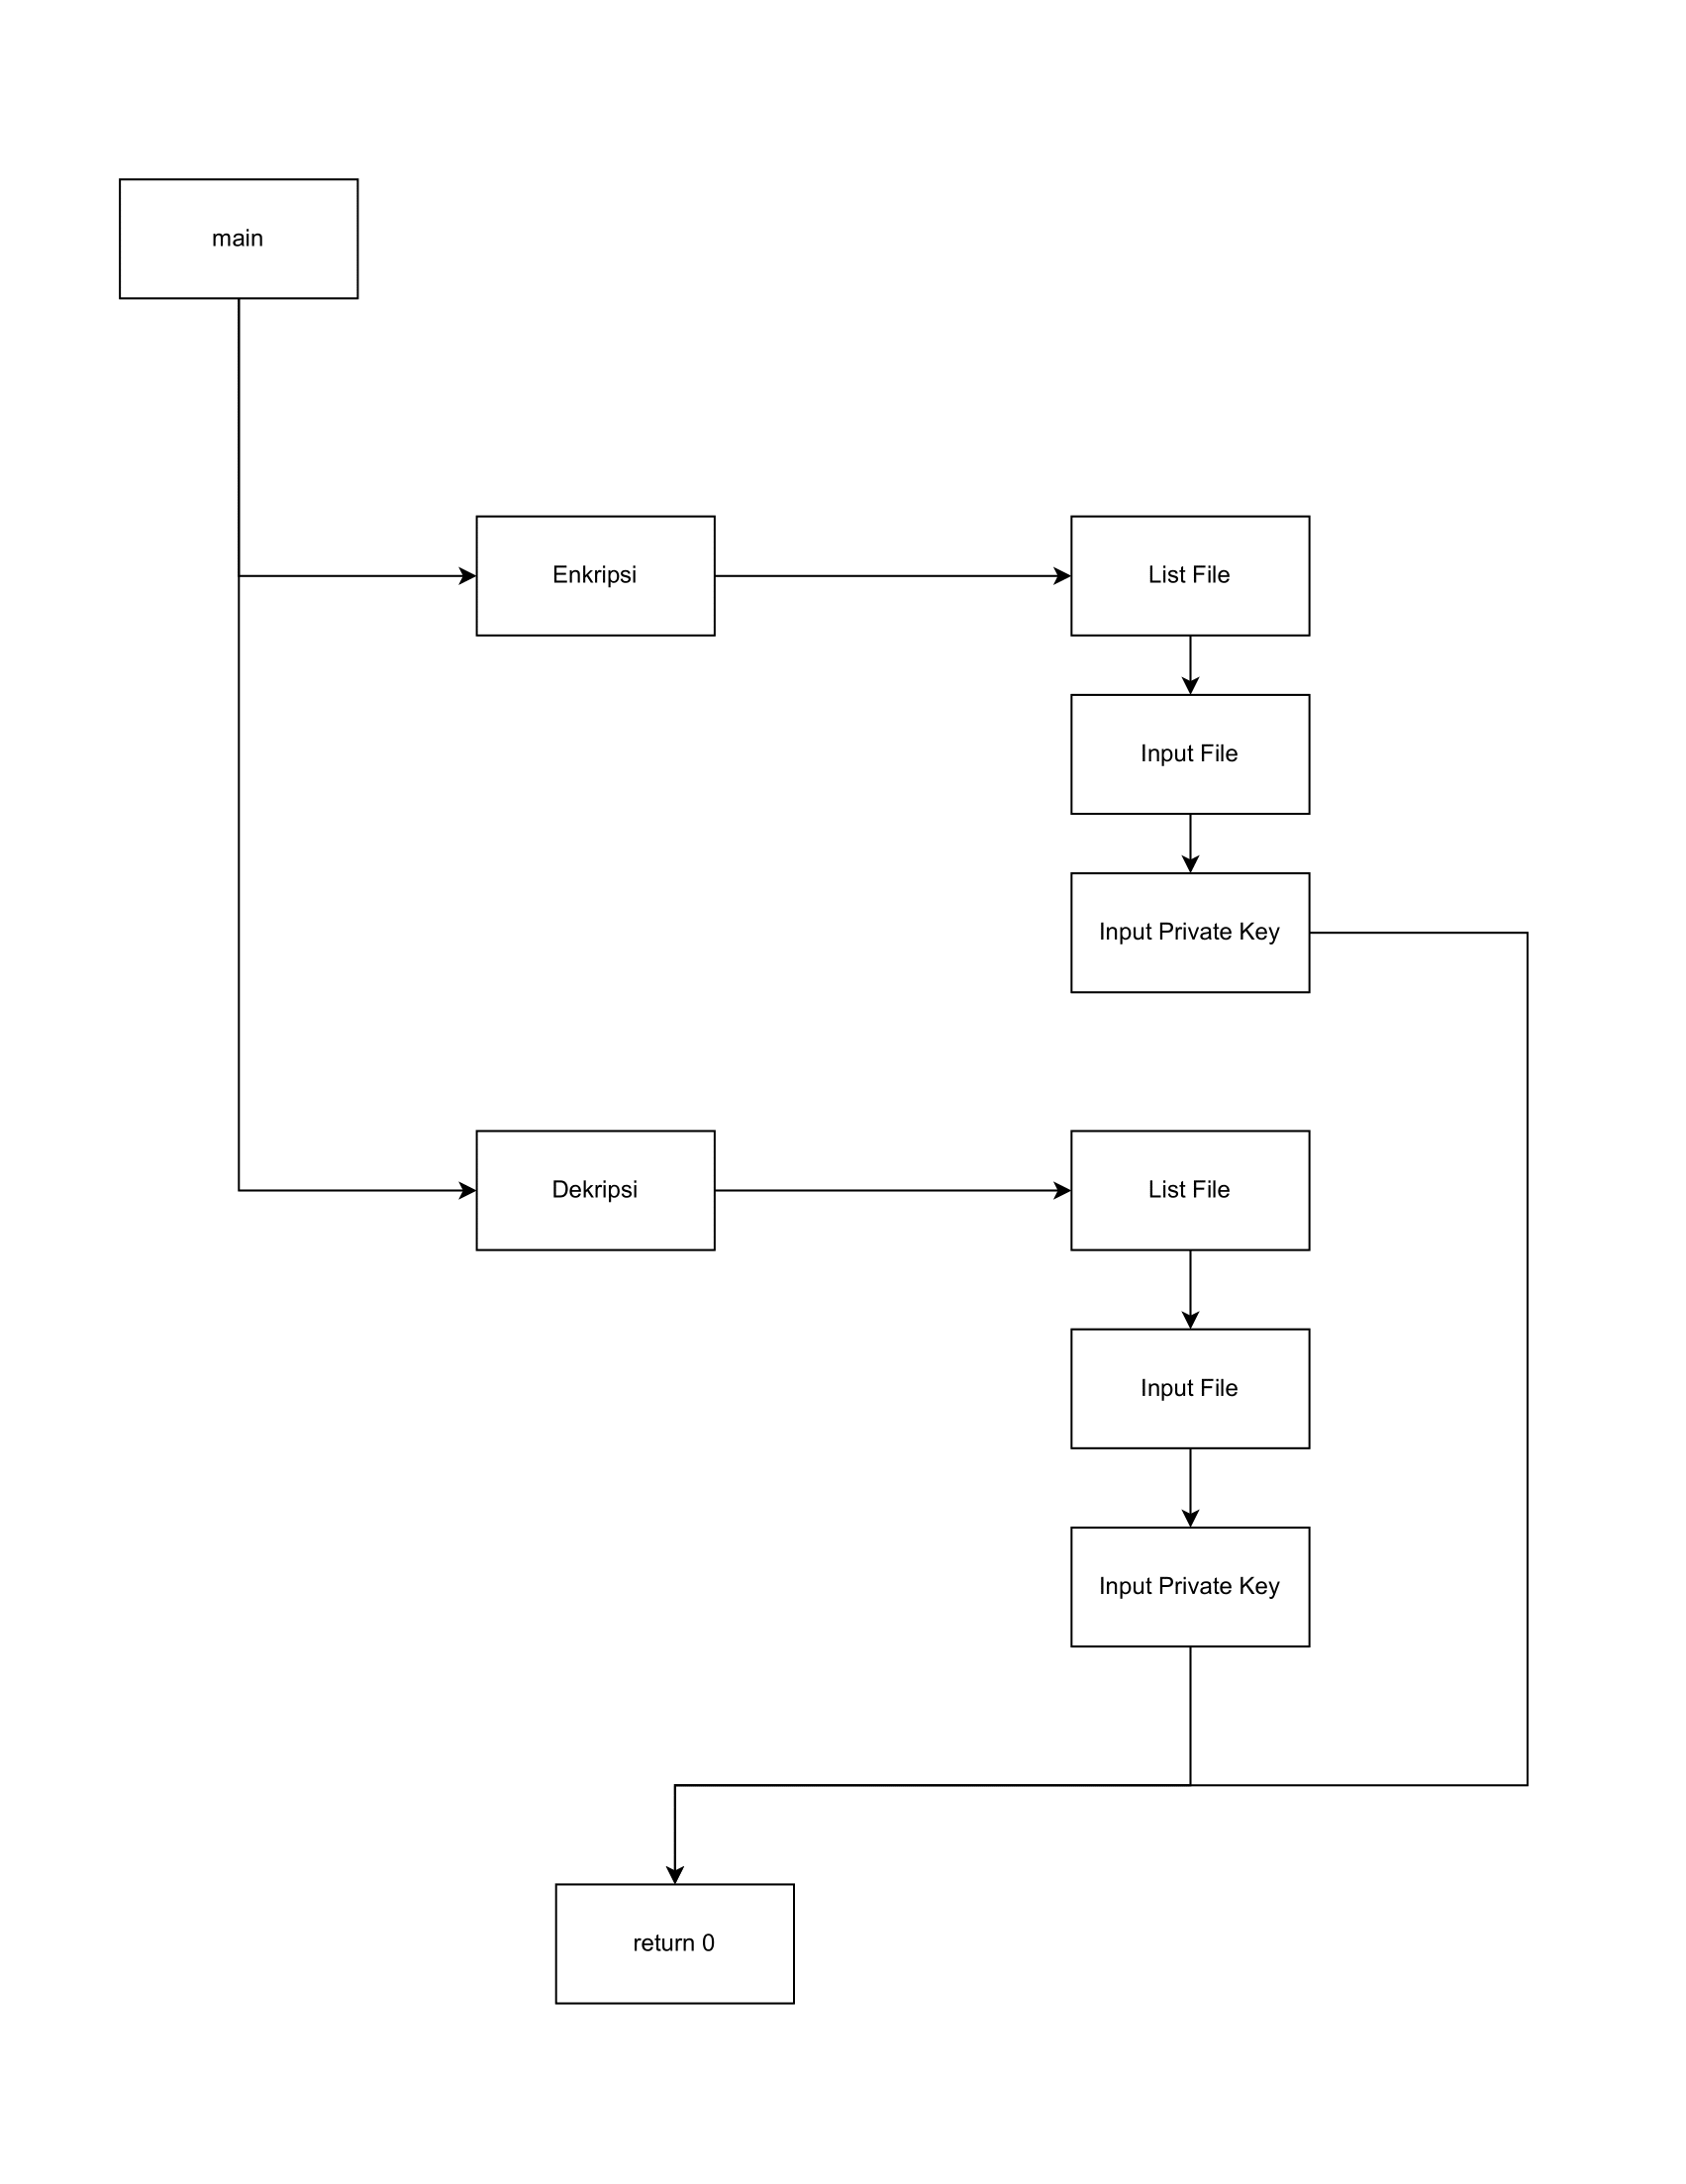 main
Enkripsi
List File
Input File
Input Private Key
Dekripsi
List File
Input File
Input Private Key
return 0